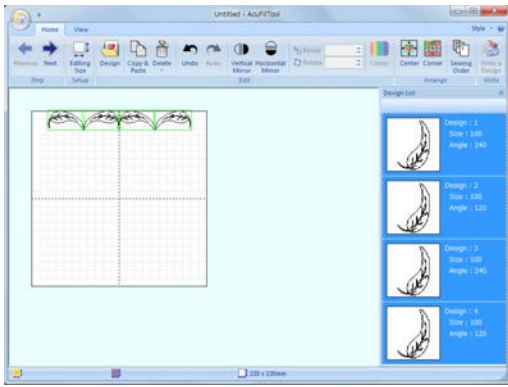 Untitled - AcuFilTool
Home View
Style
Previous Next Editing Size Design Copy & Paste Delete Undo Redo Vertical Mirror Horizontal Mirror Resize Rotate Colors Center Corner Sewing Order Write a Design
Step Setup Edit Arrange Write
Design List
Design : 1
Size : 100
Angle : 240
Design : 2
Size : 100
Angle : 120
Design : 3
Size : 100
Angle : 240
Design : 4
Size : 100
Angle : 120
230 x 230mm